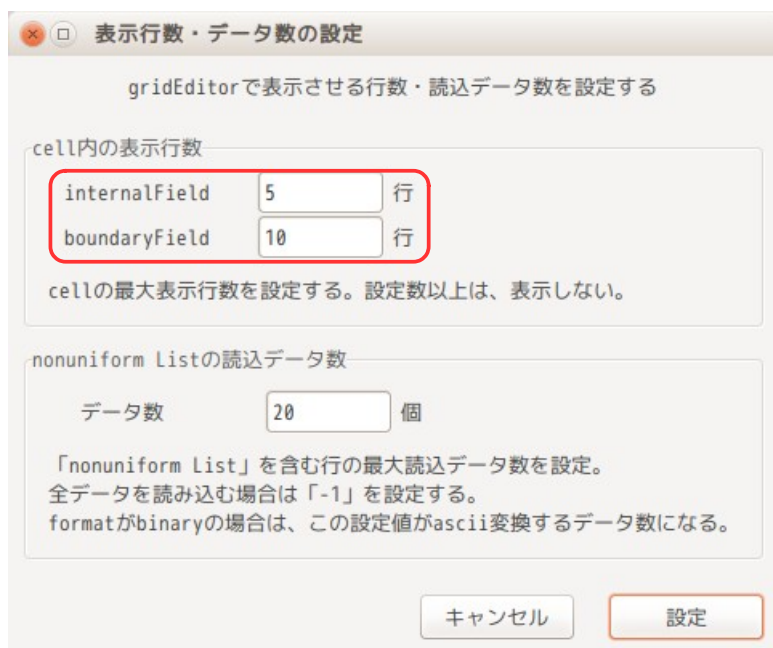 表示行数・データ数の設定
gridEditorで表示させる行数・読込データ数を設定する
cell内の表示行数
internalField 5 行
boundaryField 10 行
cellの最大表示行数を設定する。設定数以上は、表示しない。
nonuniform Listの読込データ数
データ数 20 個
「nonuniform List」を含む行の最大読込データ数を設定。
全データを読み込む場合は「-1」を設定する。
formatがbinaryの場合は、この設定値がascii変換するデータ数になる。
キャンセル 設定